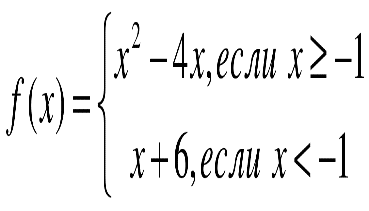 f(x) = { x² − 4x, если x ≥ −1
x + 6, если x < −1